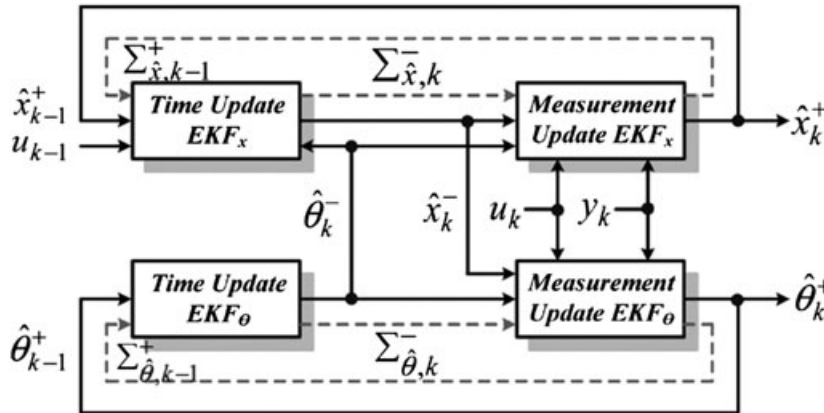 Σ⁺x̂,k−1
Σ⁻x̂,k
x̂⁺k−1
Time Update
EKFx
Measurement
Update EKFx
x̂⁺k
uk−1
θ̂⁻k
x̂⁻k
uk
yk
Time Update
EKFθ
Measurement
Update EKFθ
θ̂⁺k
θ̂⁺k−1
Σ⁺θ̂,k−1
Σ⁻θ̂,k